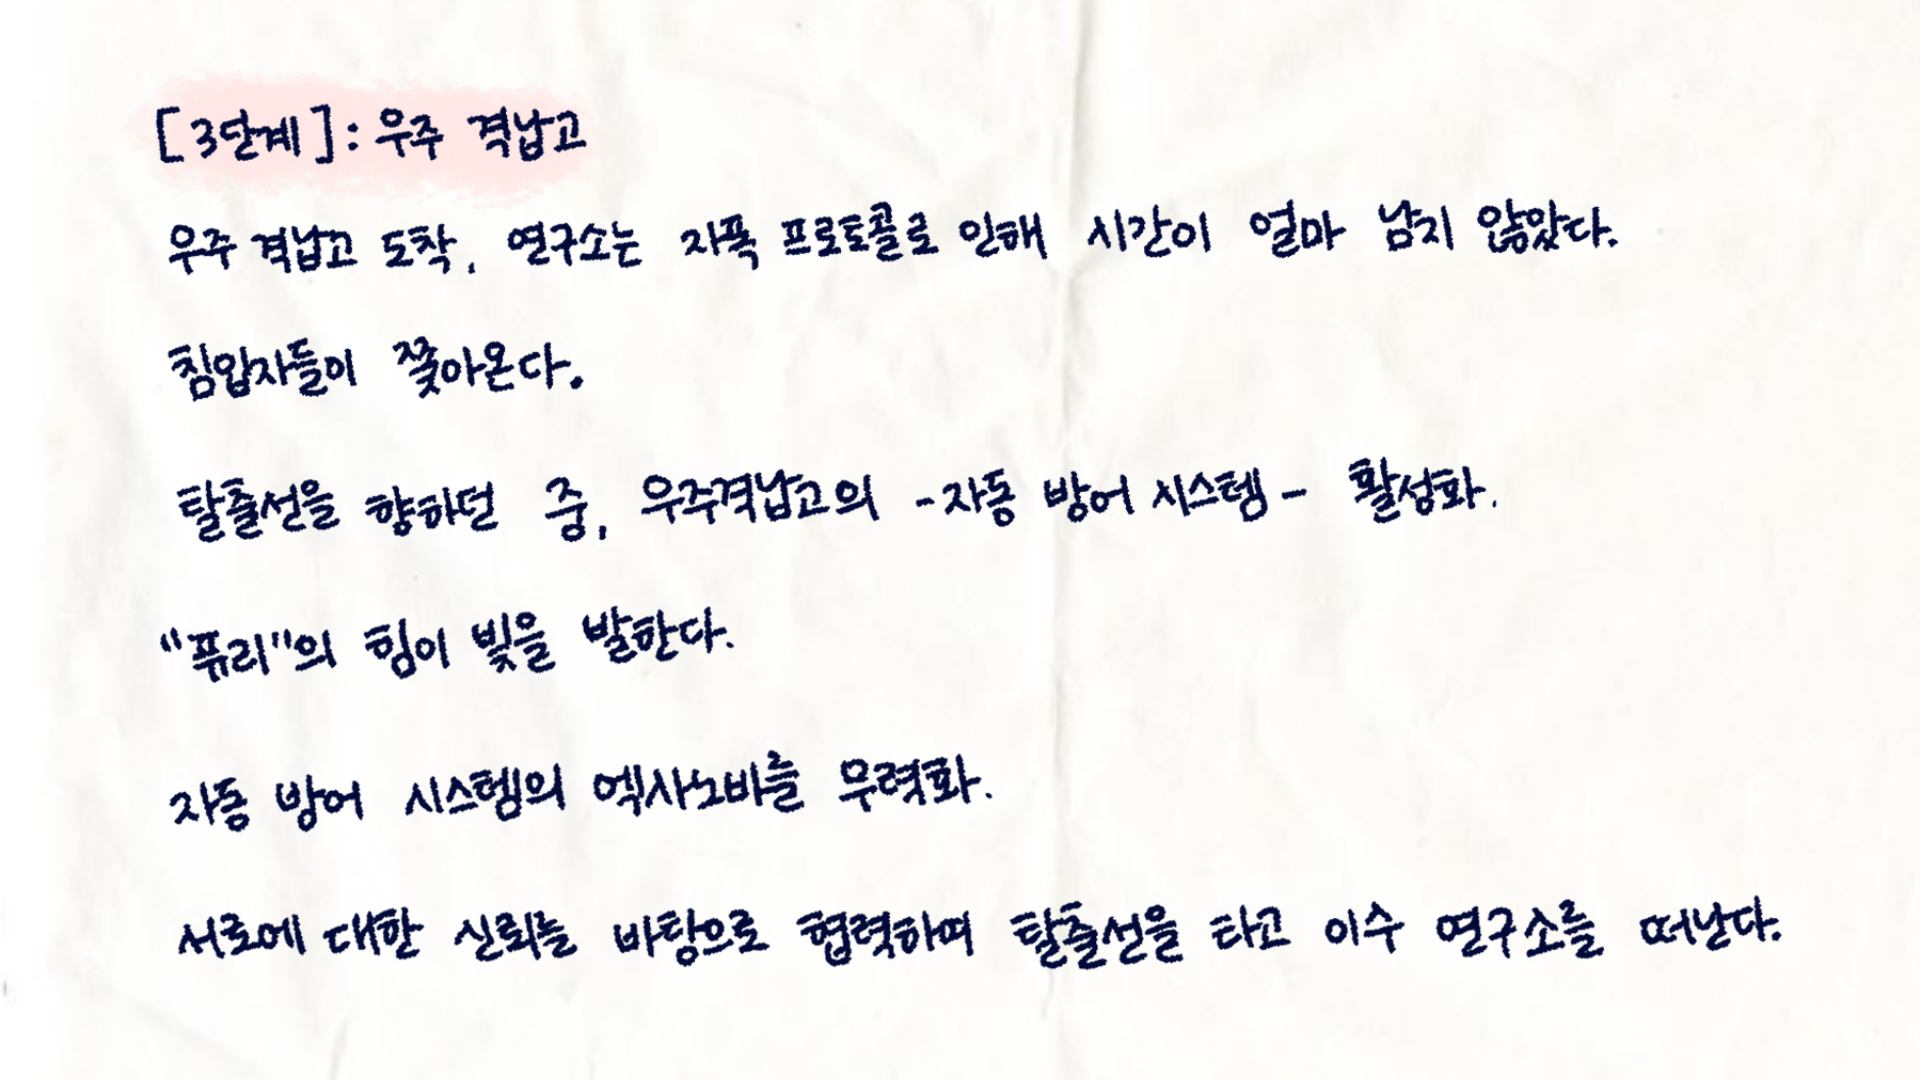 [3단계]: 우주 격납고
우주 격납고 도착, 연구소는 자폭 프로토콜로 인해 시간이 얼마 남지 않았다.
침입자들이 쫓아온다.
탈출선을 향하던 중, 우주격납고의 -자동 방어 시스템- 활성화.
"퓨리"의 힘이 빛을 발한다.
자동 방어 시스템의 엑사노바를 무력화.
서로에 대한 신뢰를 바탕으로 협력하며 탈출선을 타고 이수 연구소를 떠난다.